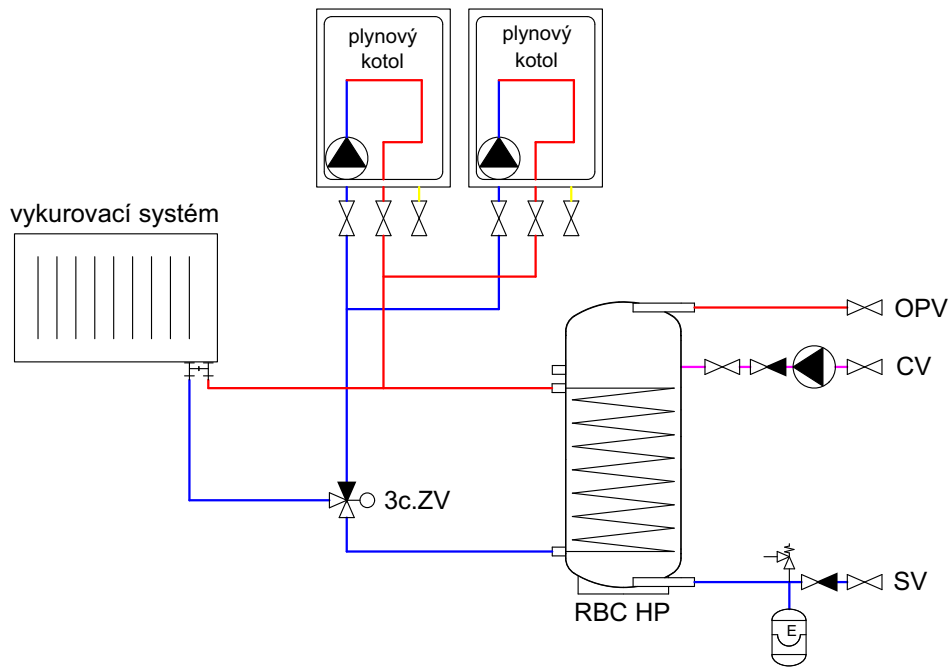 plynový
kotol
plynový
kotol
vykurovací systém
OPV
CV
3c.ZV
SV
RBC HP
E